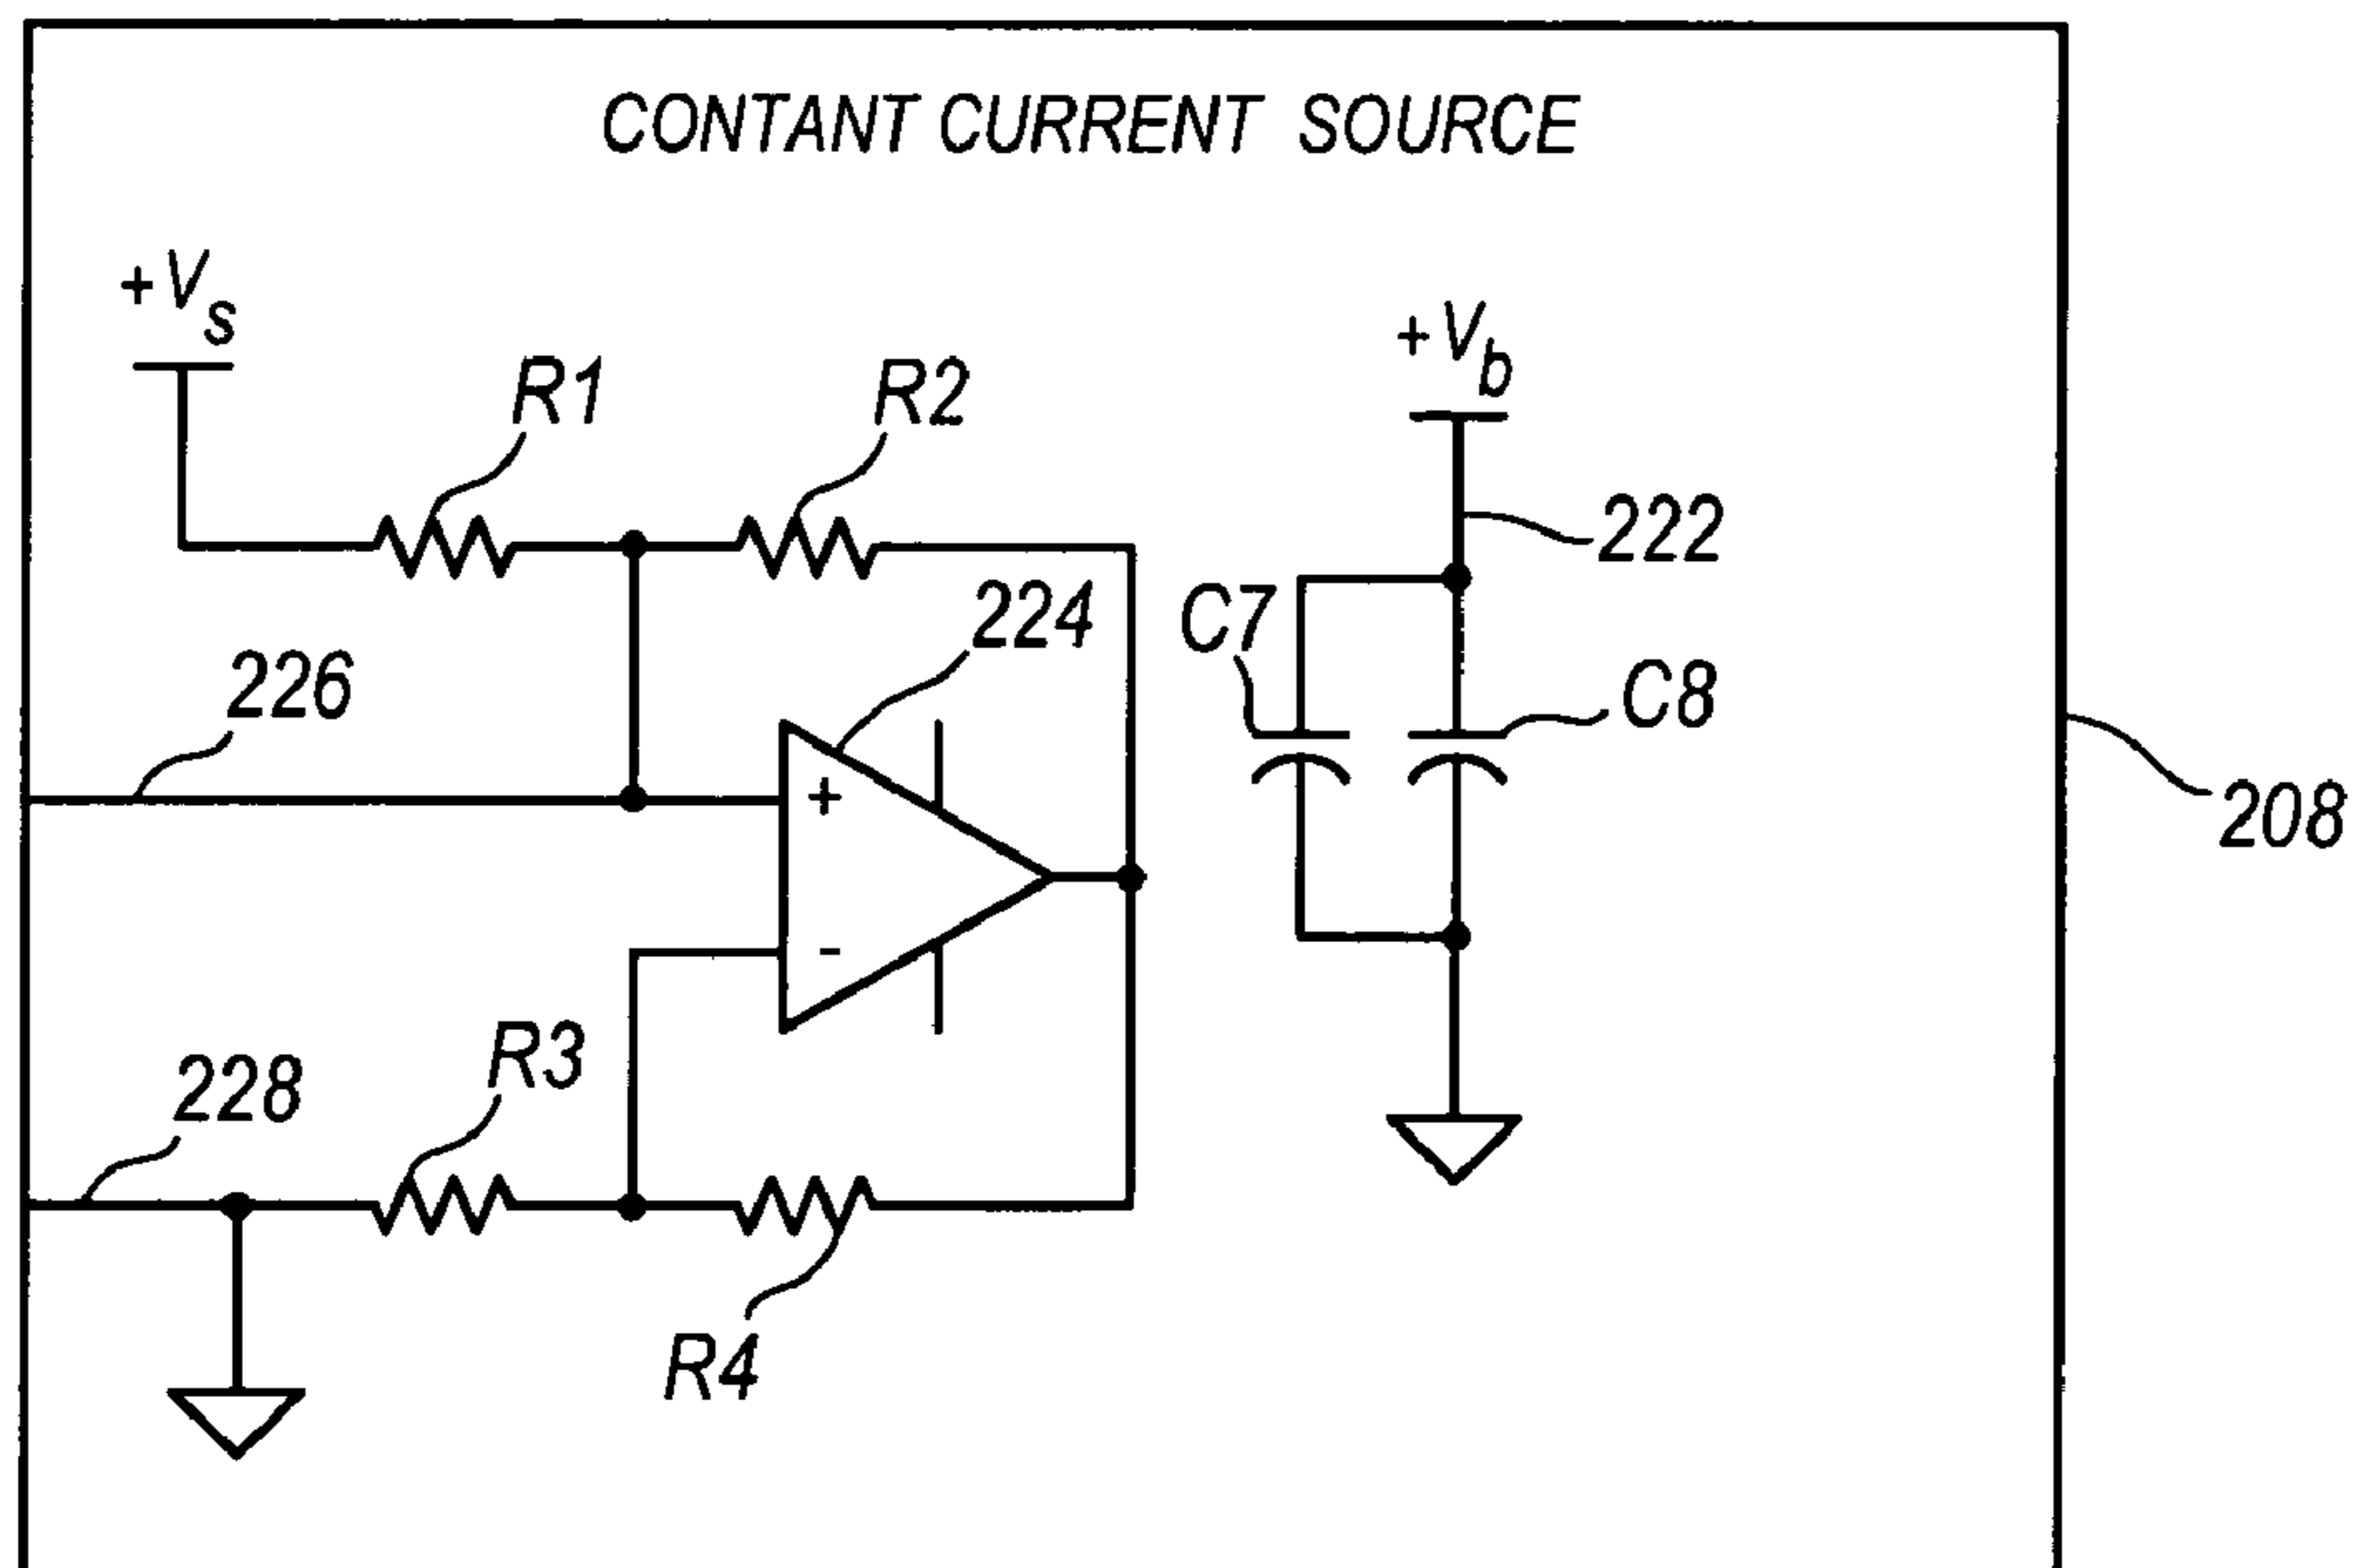 CONTANT CURRENT SOURCE
+Vs
+Vb
R1
R2
222
224
C7
226
C8
208
+
-
R3
228
R4